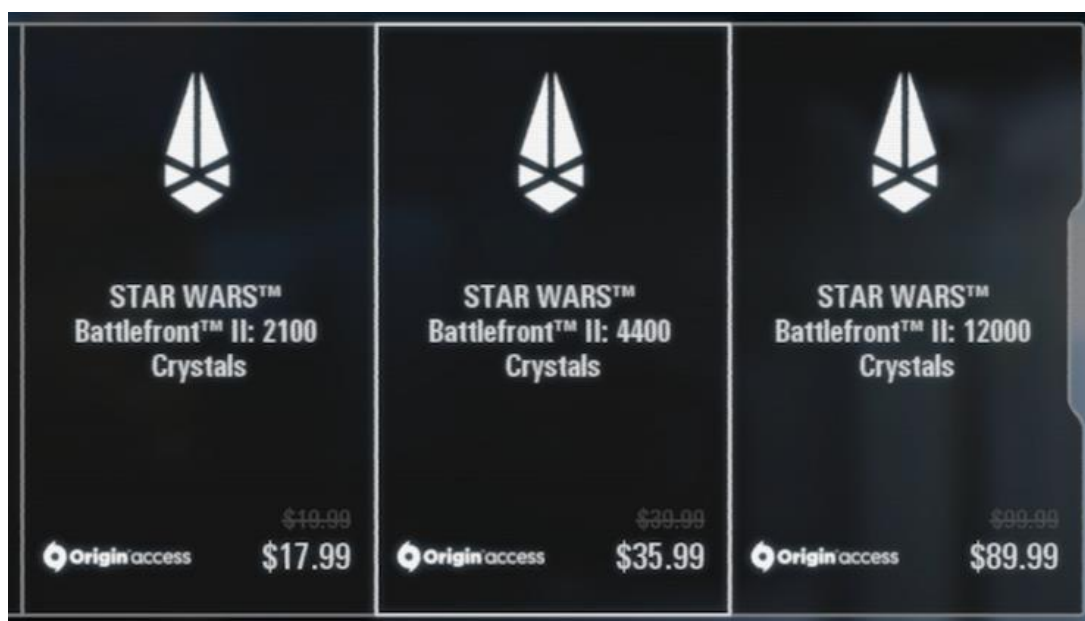 STAR WARS™
Battlefront™ II: 2100
Crystals
$19.99
Origin access
$17.99
STAR WARS™
Battlefront™ II: 4400
Crystals
$39.99
Origin access
$35.99
STAR WARS™
Battlefront™ II: 12000
Crystals
$99.99
Origin access
$89.99